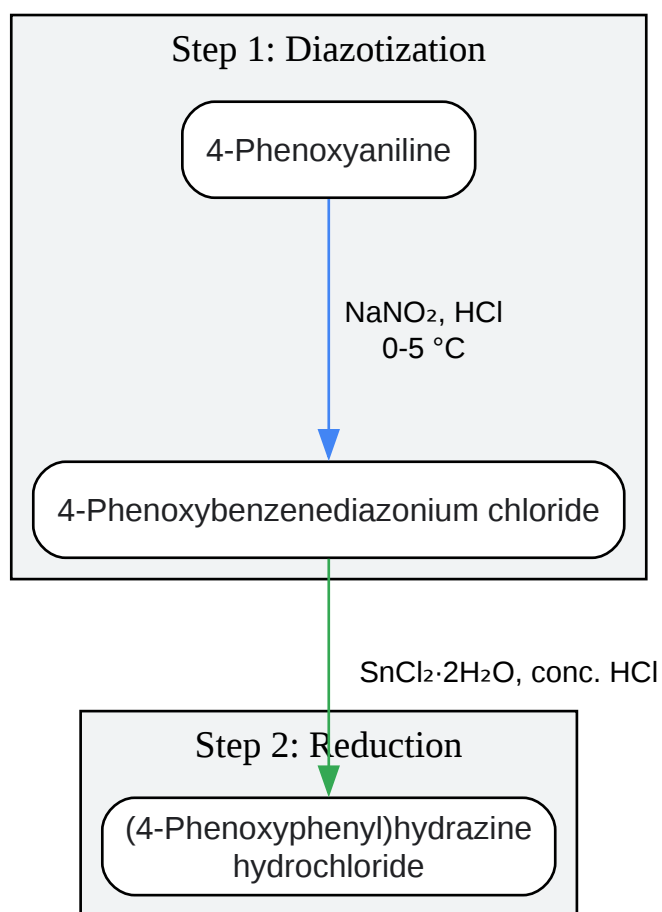 Step 1: Diazotization
4-Phenoxyaniline
NaNO₂, HCl
0-5 °C
4-Phenoxybenzenediazonium chloride
SnCl₂·2H₂O, conc. HCl
Step 2: Reduction
(4-Phenoxyphenyl)hydrazine
hydrochloride